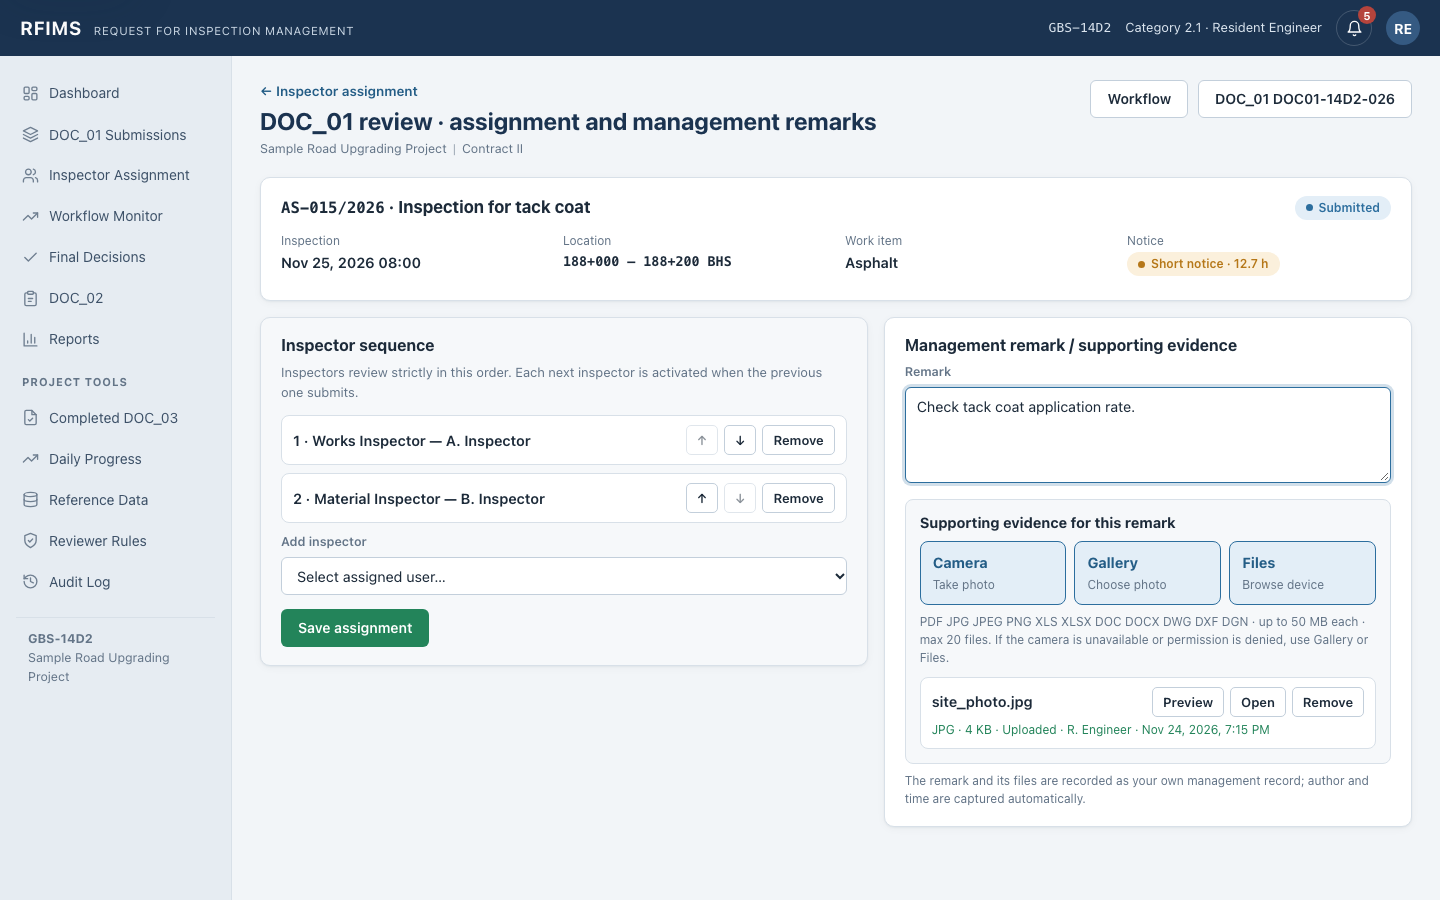 RFIMS REQUEST FOR INSPECTION MANAGEMENT
GBS–14D2 Category 2.1 · Resident Engineer 5 RE
Dashboard
DOC_01 Submissions
Inspector Assignment
Workflow Monitor
Final Decisions
DOC_02
Reports
PROJECT TOOLS
Completed DOC_03
Daily Progress
Reference Data
Reviewer Rules
Audit Log
GBS-14D2
Sample Road Upgrading
Project
← Inspector assignment
DOC_01 review · assignment and management remarks
Sample Road Upgrading Project | Contract II
Workflow
DOC_01 DOC01-14D2-026
AS–015/2026 · Inspection for tack coat
Submitted
Inspection
Nov 25, 2026 08:00
Location
188+000 – 188+200 BHS
Work item
Asphalt
Notice
Short notice · 12.7 h
Inspector sequence
Inspectors review strictly in this order. Each next inspector is activated when the previous
one submits.
1 · Works Inspector — A. Inspector ↑ ↓ Remove
2 · Material Inspector — B. Inspector ↑ ↓ Remove
Add inspector
Select assigned user...
Save assignment
Management remark / supporting evidence
Remark
Check tack coat application rate.
Supporting evidence for this remark
Camera
Take photo
Gallery
Choose photo
Files
Browse device
PDF JPG JPEG PNG XLS XLSX DOC DOCX DWG DXF DGN · up to 50 MB each ·
max 20 files. If the camera is unavailable or permission is denied, use Gallery or
Files.
site_photo.jpg Preview Open Remove
JPG · 4 KB · Uploaded · R. Engineer · Nov 24, 2026, 7:15 PM
The remark and its files are recorded as your own management record; author and
time are captured automatically.